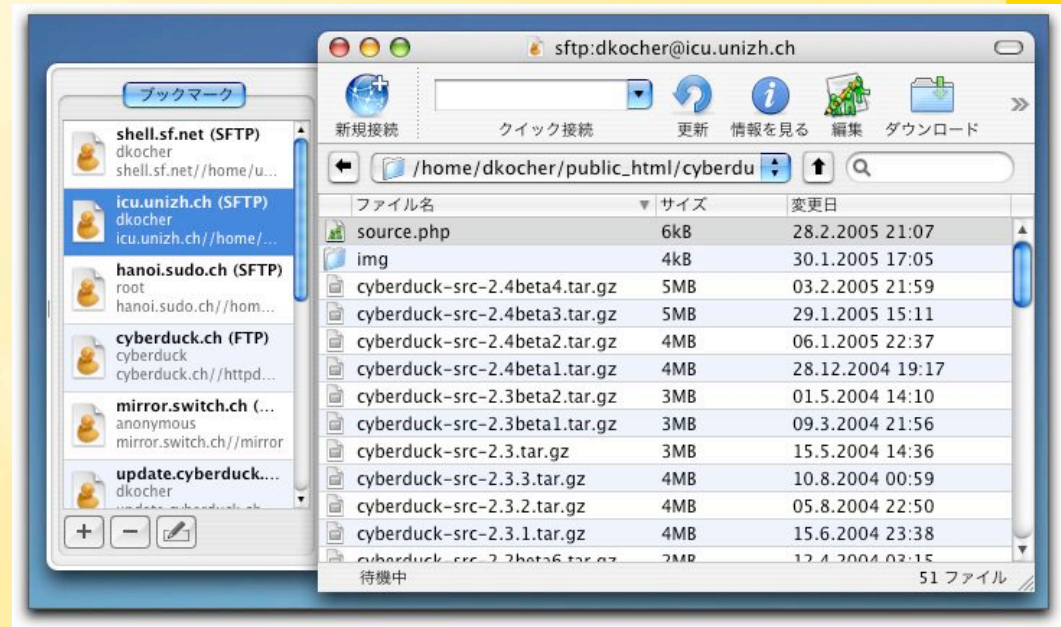 ブックマーク
shell.sf.net (SFTP)
dkocher
shell.sf.net//home/u...
icu.unizh.ch (SFTP)
dkocher
icu.unizh.ch//home/...
hanoi.sudo.ch (SFTP)
root
hanoi.sudo.ch//hom...
cyberduck.ch (FTP)
cyberduck
cyberduck.ch//httpd...
mirror.switch.ch (...
anonymous
mirror.switch.ch//mirror
update.cyberduck....
dkocher
sftp:dkocher@icu.unizh.ch
新規接続 クイック接続 更新 情報を見る 編集 ダウンロード
/home/dkocher/public_html/cyberdu
ファイル名 サイズ 変更日
source.php 6kB 28.2.2005 21:07
img 4kB 30.1.2005 17:05
cyberduck-src-2.4beta4.tar.gz 5MB 03.2.2005 21:59
cyberduck-src-2.4beta3.tar.gz 5MB 29.1.2005 15:11
cyberduck-src-2.4beta2.tar.gz 4MB 06.1.2005 22:37
cyberduck-src-2.4beta1.tar.gz 4MB 28.12.2004 19:17
cyberduck-src-2.3beta2.tar.gz 3MB 01.5.2004 14:10
cyberduck-src-2.3beta1.tar.gz 3MB 09.3.2004 21:56
cyberduck-src-2.3.tar.gz 3MB 15.5.2004 14:36
cyberduck-src-2.3.3.tar.gz 4MB 10.8.2004 00:59
cyberduck-src-2.3.2.tar.gz 4MB 05.8.2004 22:50
cyberduck-src-2.3.1.tar.gz 4MB 15.6.2004 23:38
cyberduck-src-2.2beta6.tar.gz 2MB 12.4.2004 03:15
待機中 51 ファイル